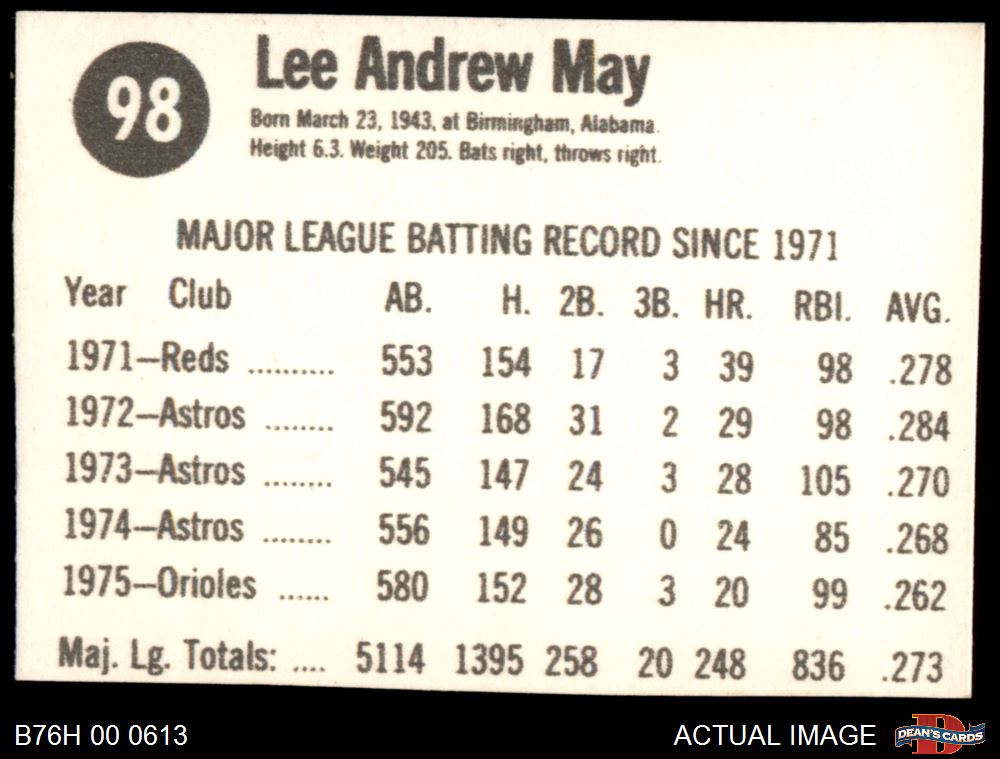 98
Lee Andrew May
Born March 23, 1943, at Birmingham, Alabama.
Height 6.3. Weight 205. Bats right, throws right.
MAJOR LEAGUE BATTING RECORD SINCE 1971
Year Club AB. H. 2B. 3B. HR. RBI. AVG.
1971—Reds .......... 553 154 17 3 39 98 .278
1972—Astros ........ 592 168 31 2 29 98 .284
1973—Astros ........ 545 147 24 3 28 105 .270
1974—Astros ........ 556 149 26 0 24 85 .268
1975—Orioles ...... 580 152 28 3 20 99 .262
Maj. Lg. Totals: .... 5114 1395 258 20 248 836 .273
B76H 00 0613 ACTUAL IMAGE D DEAN'S CARDS